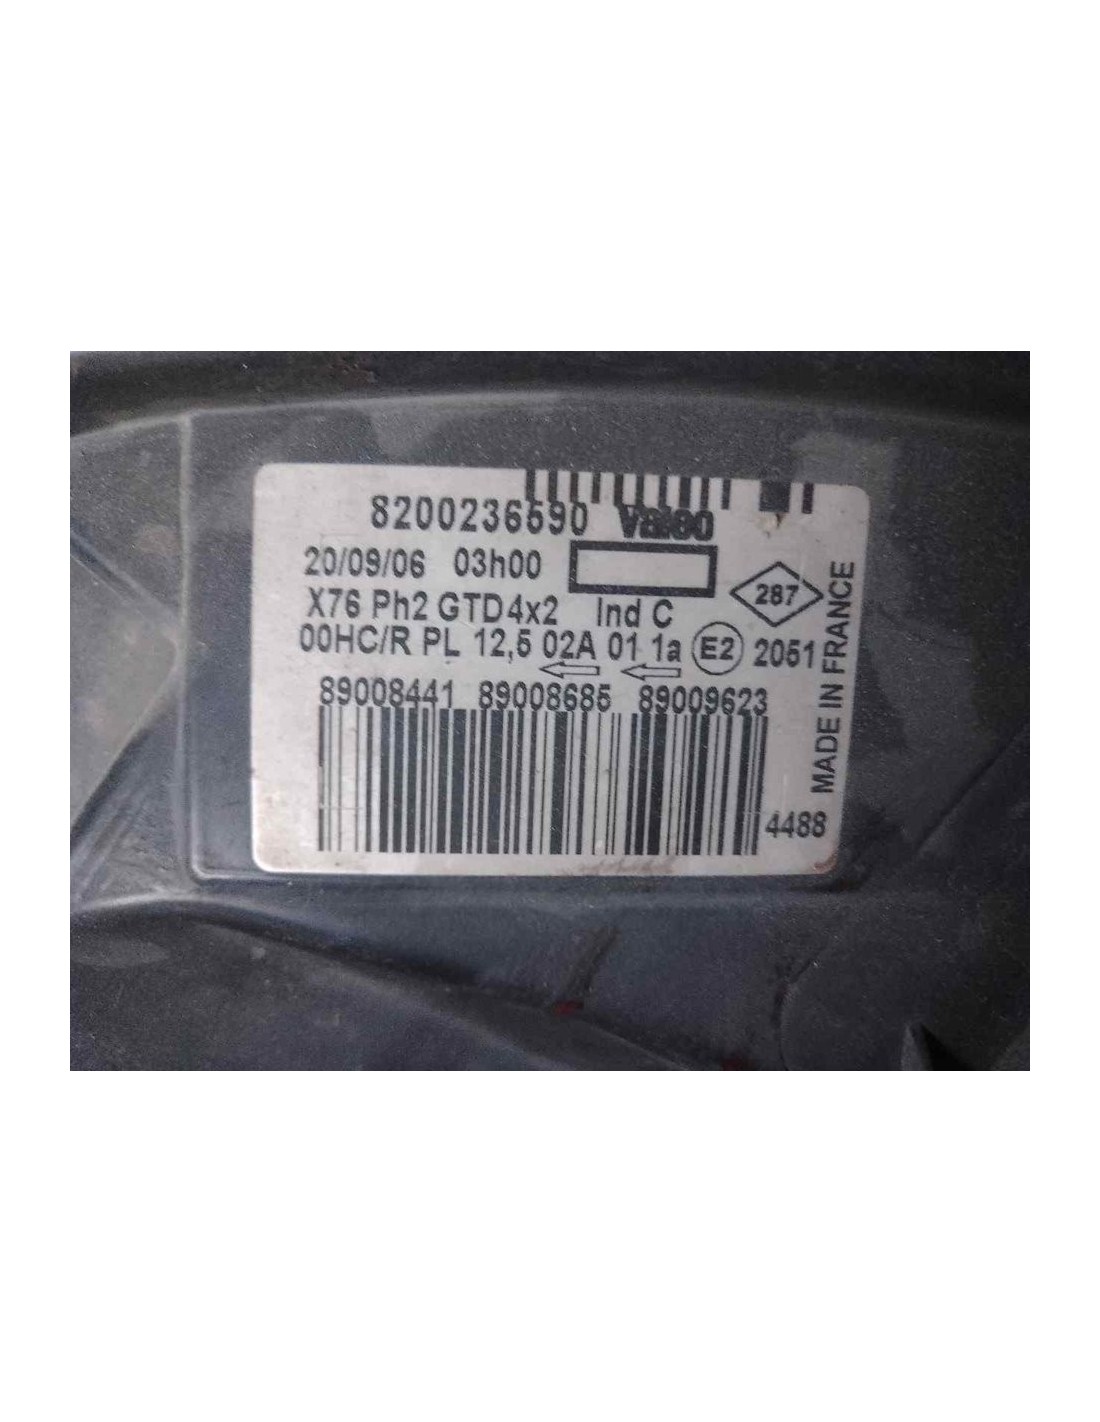 8200236590 Valeo
20/09/06 03h00
X76 Ph2 GTD4x2 Ind C
287
00HC/R PL 12,5 02A 01 1a E2 2051
89008441 89008685 89009623
4488
MADE IN FRANCE